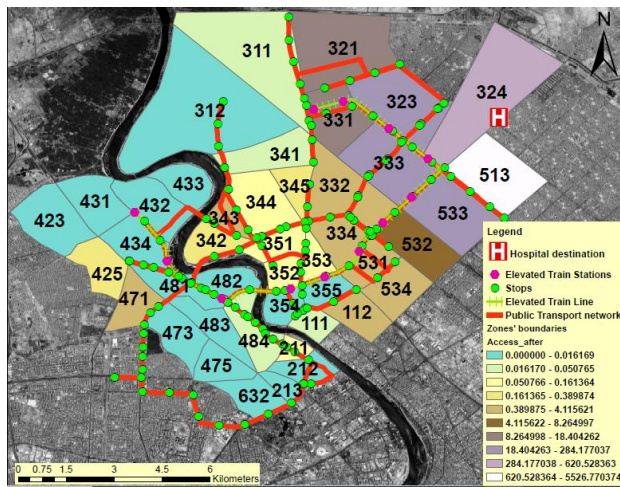 N
311
321
312
323
324
H
331
341
333
513
433
345
332
431
432
344
533
423
343
334
434
342
351
532
353
531
425
352
481
482
355
534
471
354
483
111
112
473
484
211
475
212
213
632
Legend
H Hospital destination
Elevated Train Stations
Stops
Elevated Train Line
Public Transport network
Zones' boundaries
Access_after
0.000000 - 0.016169
0.016170 - 0.050765
0.050766 - 0.161364
0.161365 - 0.389874
0.389875 - 4.115621
4.115622 - 8.264997
8.264998 - 18.404262
18.404263 - 284.177037
284.177038 - 620.528363
620.528364 - 5526.770374
0 0.75 1.5 3 4.5 6
Kilometers